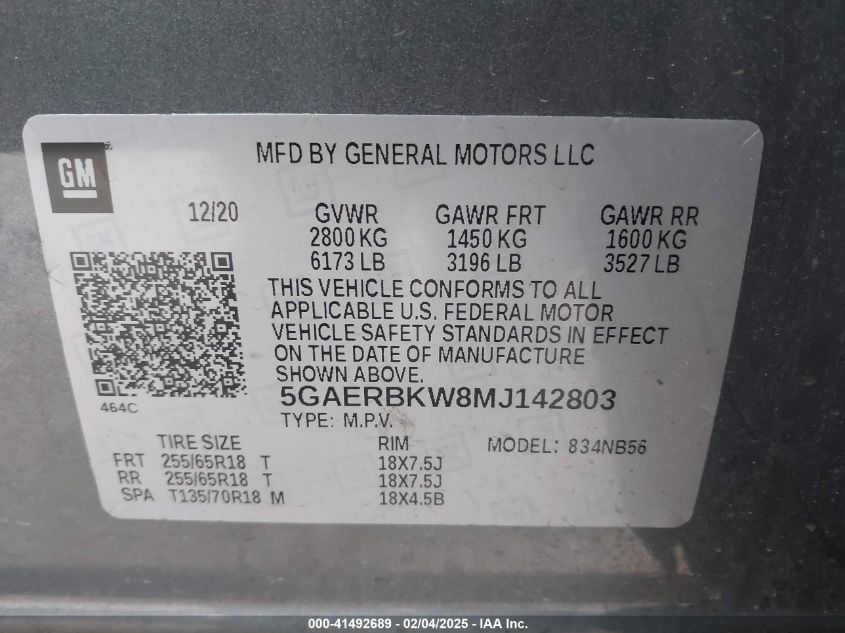 GM
MFD BY GENERAL MOTORS LLC
12/20 GVWR GAWR FRT GAWR RR
2800 KG 1450 KG 1600 KG
6173 LB 3196 LB 3527 LB
THIS VEHICLE CONFORMS TO ALL
APPLICABLE U.S. FEDERAL MOTOR
VEHICLE SAFETY STANDARDS IN EFFECT
ON THE DATE OF MANUFACTURE
SHOWN ABOVE.
464C
5GAERBKW8MJ142803
TYPE: M.P.V.
TIRE SIZE RIM MODEL: 834NB56
FRT 255/65R18 T 18X7.5J
RR 255/65R18 T 18X7.5J
SPA T135/70R18 M 18X4.5B
000-41492689 - 02/04/2025 - IAA Inc.